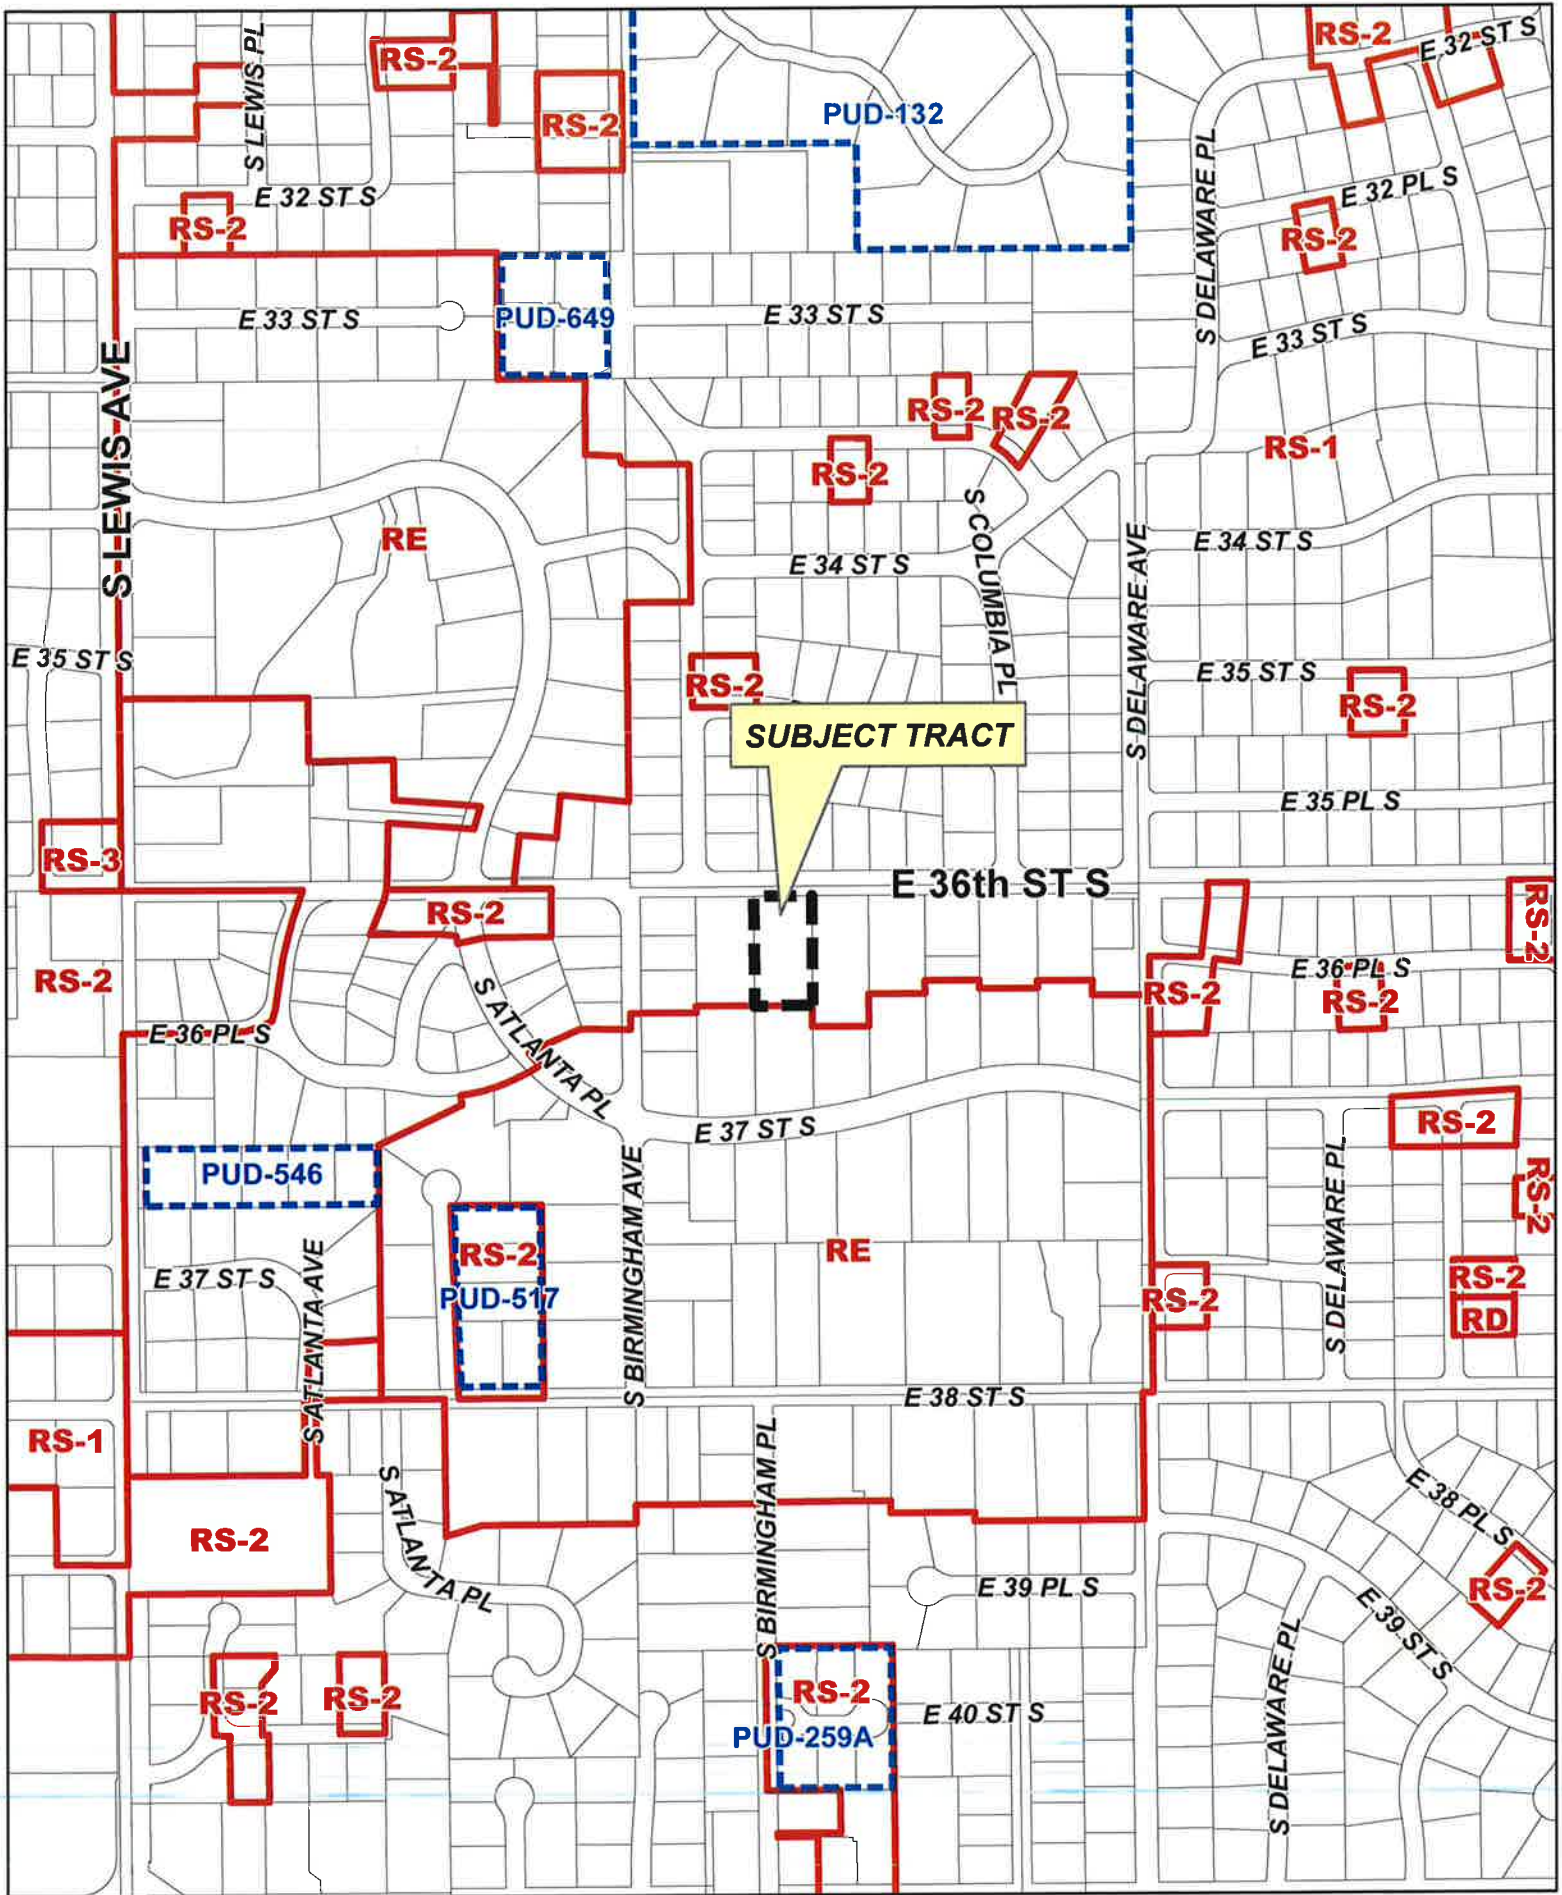 S LEWIS PL
RS-2
RS-2
PUD-132
RS-2
E 32 ST S
E 32 ST S
RS-2
S DELAWARE PL
E 32 PL S
RS-2
E 33 ST S
PUD-649
E 33 ST S
E 33 ST S
S LEWIS AVE
RS-2
RS-2
RS-2
RS-1
RE
S COLUMBIA PL
E 34 ST S
S DELAWARE AVE
E 34 ST S
E 35 ST S
RS-2
E 35 ST S
RS-2
SUBJECT TRACT
E 35 PL S
RS-3
E 36th ST S
RS-2
RS-2
RS-2
E 36 PL S
RS-2
RS-2
RS-2
S ATLANTA PL
E 36 PL S
E 37 ST S
RS-2
PUD-546
S BIRMINGHAM AVE
S DELAWARE PL
RS-2
RS-2
PUD-517
RE
E 37 ST S
S ATLANTA AVE
RS-2
RS-2
RD
E 38 ST S
RS-1
S BIRMINGHAM PL
S ATLANTA PL
RS-2
E 38 PL S
E 39 PL S
RS-2
E 39 ST S
S DELAWARE PL
RS-2
RS-2
RS-2
PUD-259A
E 40 ST S